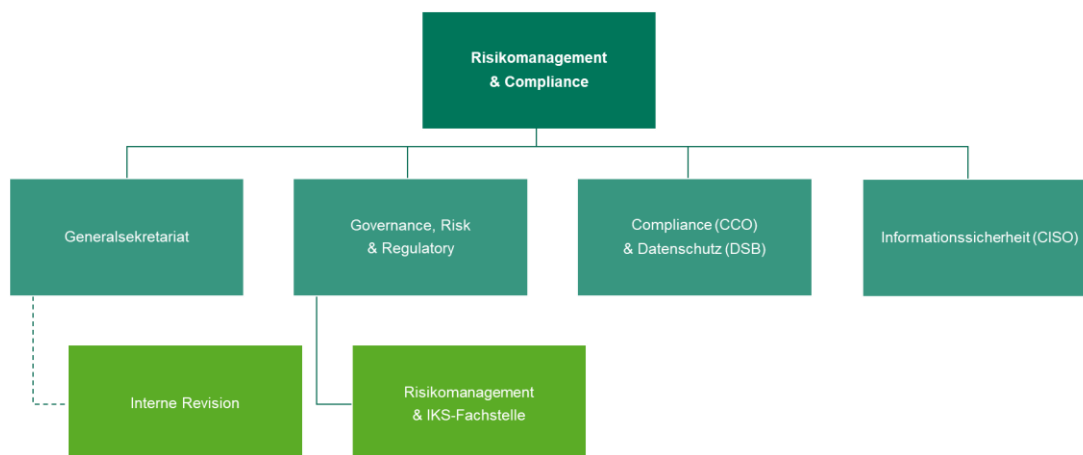 Risikomanagement
& Compliance
Generalsekretariat
Governance, Risk
& Regulatory
Compliance (CCO)
& Datenschutz (DSB)
Informationssicherheit (CISO)
Interne Revision
Risikomanagement
& IKS-Fachstelle